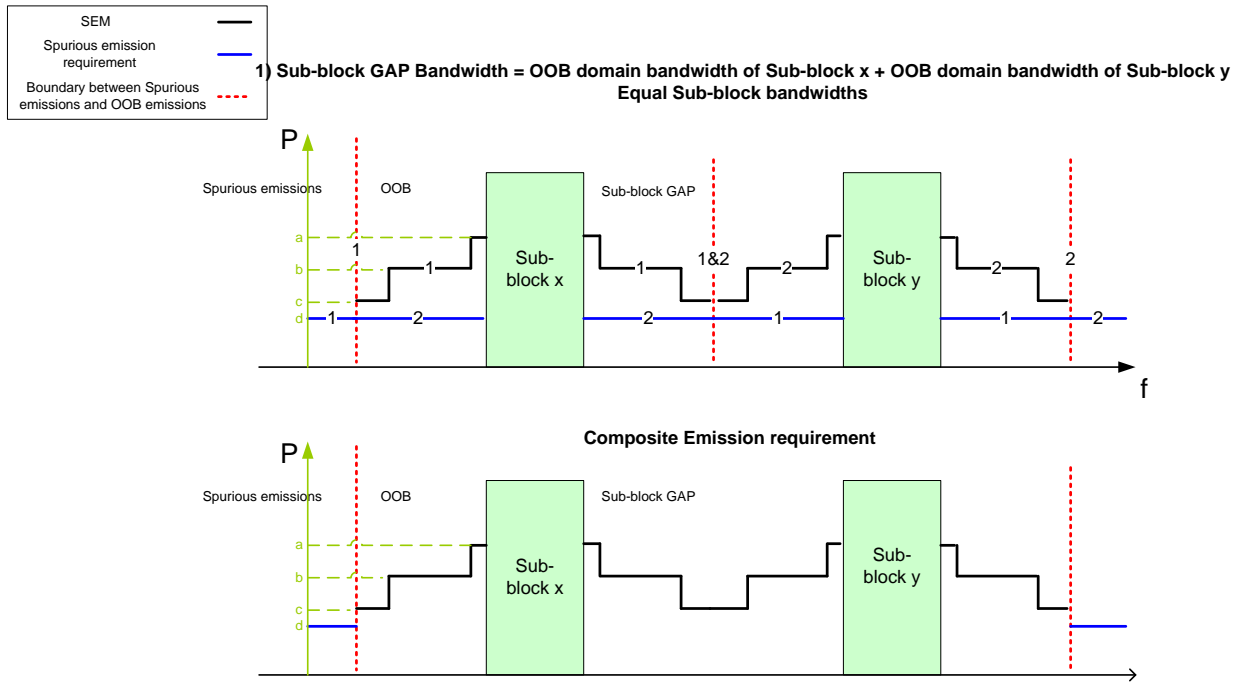 SEM
Spurious emission
requirement
Boundary between Spurious
emissions and OOB emissions
1) Sub-block GAP Bandwidth = OOB domain bandwidth of Sub-block x + OOB domain bandwidth of Sub-block y
Equal Sub-block bandwidths
P
Spurious emissions
OOB
Sub-block GAP
a
b
c
d
1
1
1
2
Sub-
block x
1
1&2
2
2
1
Sub-
block y
2
2
1
2
f
Composite Emission requirement
P
Spurious emissions
OOB
Sub-block GAP
a
b
c
d
Sub-
block x
Sub-
block y